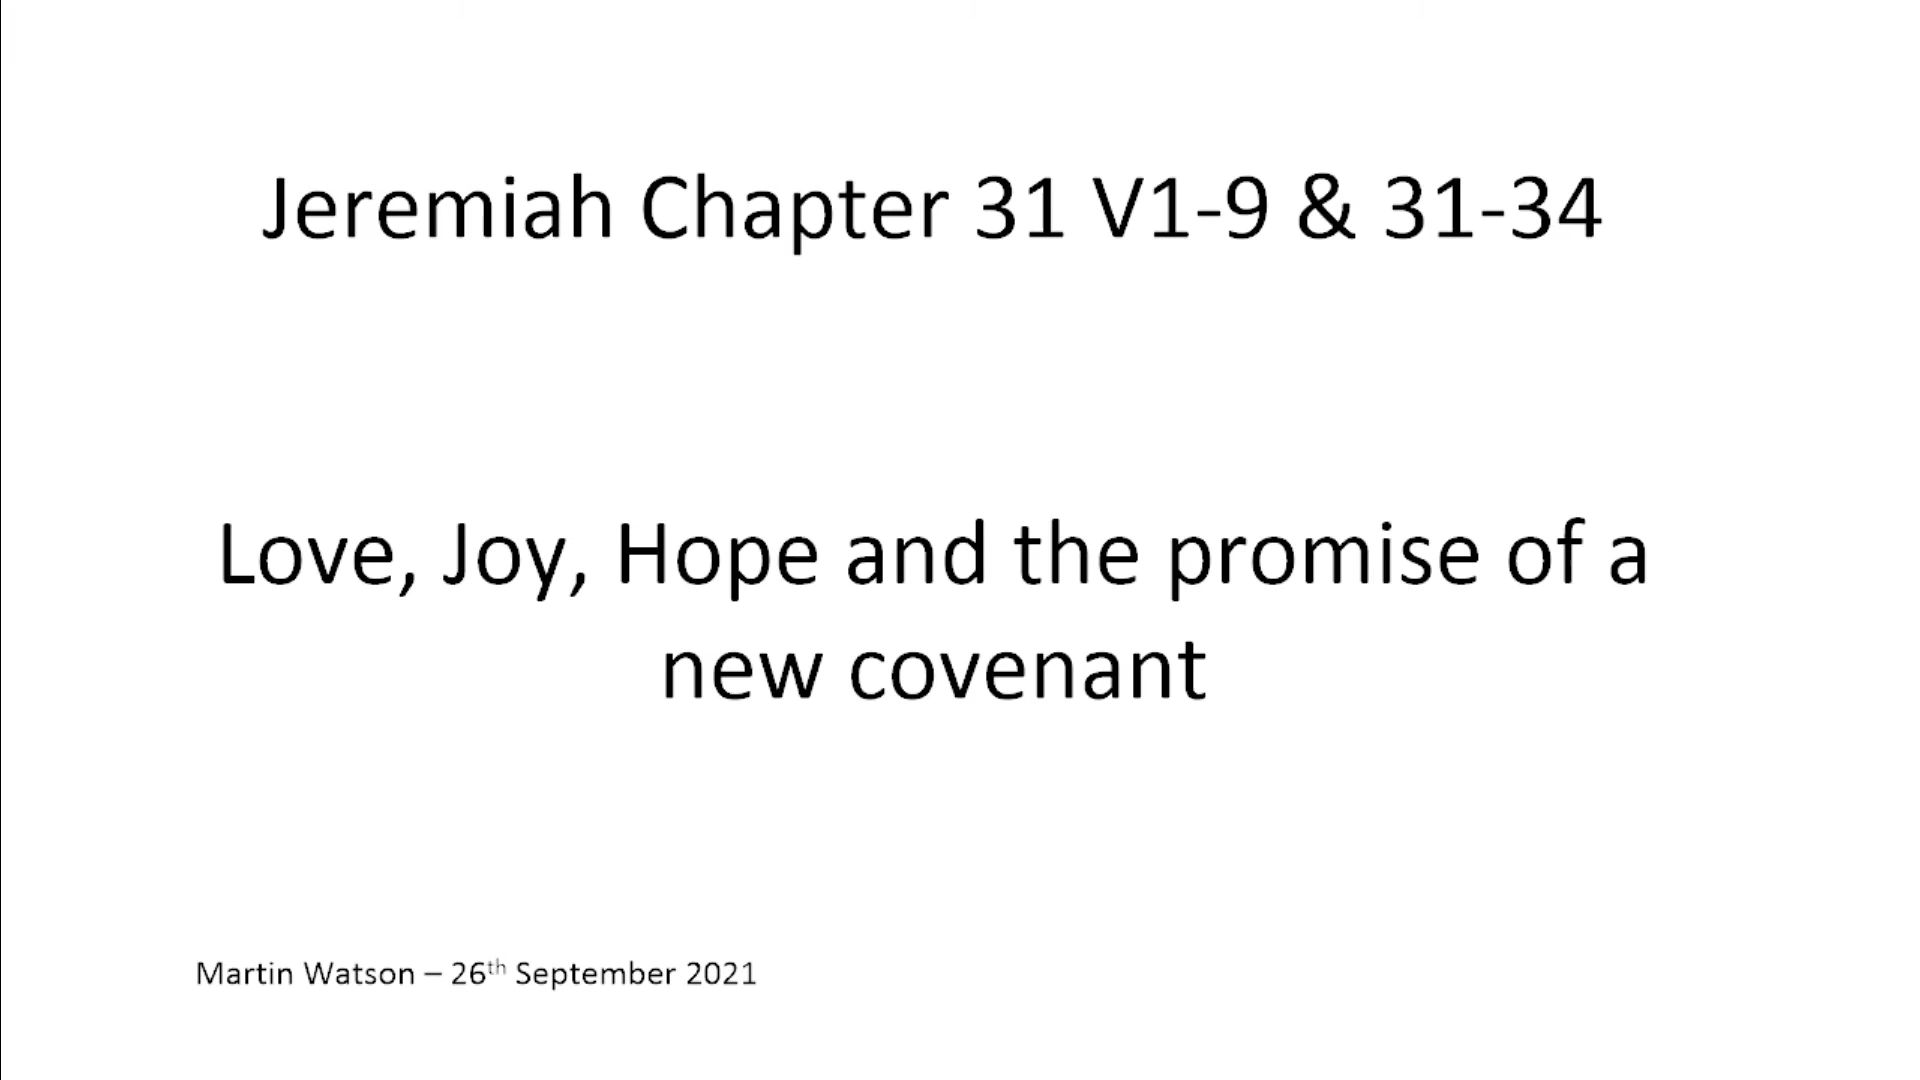 Jeremiah Chapter 31 V1-9 & 31-34
Love, Joy, Hope and the promise of a
new covenant
Martin Watson – 26th September 2021